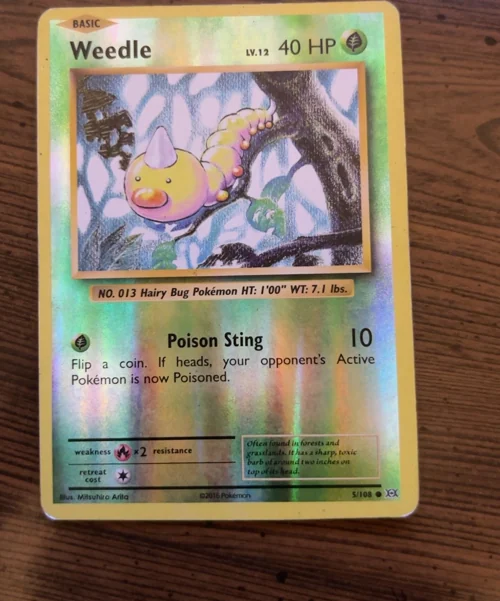 BASIC
Weedle LV.12 40 HP
NO. 013 Hairy Bug Pokémon HT: 1'00" WT: 7.1 lbs.
Poison Sting 10
Flip a coin. If heads, your opponent's Active
Pokémon is now Poisoned.
weakness ×2 resistance
retreat
cost
Often found in forests and
grasslands. It has a sharp, toxic
barb of around two inches on
top of its head.
Illus. Mitsuhiro Arita ©2016 Pokémon 5/108